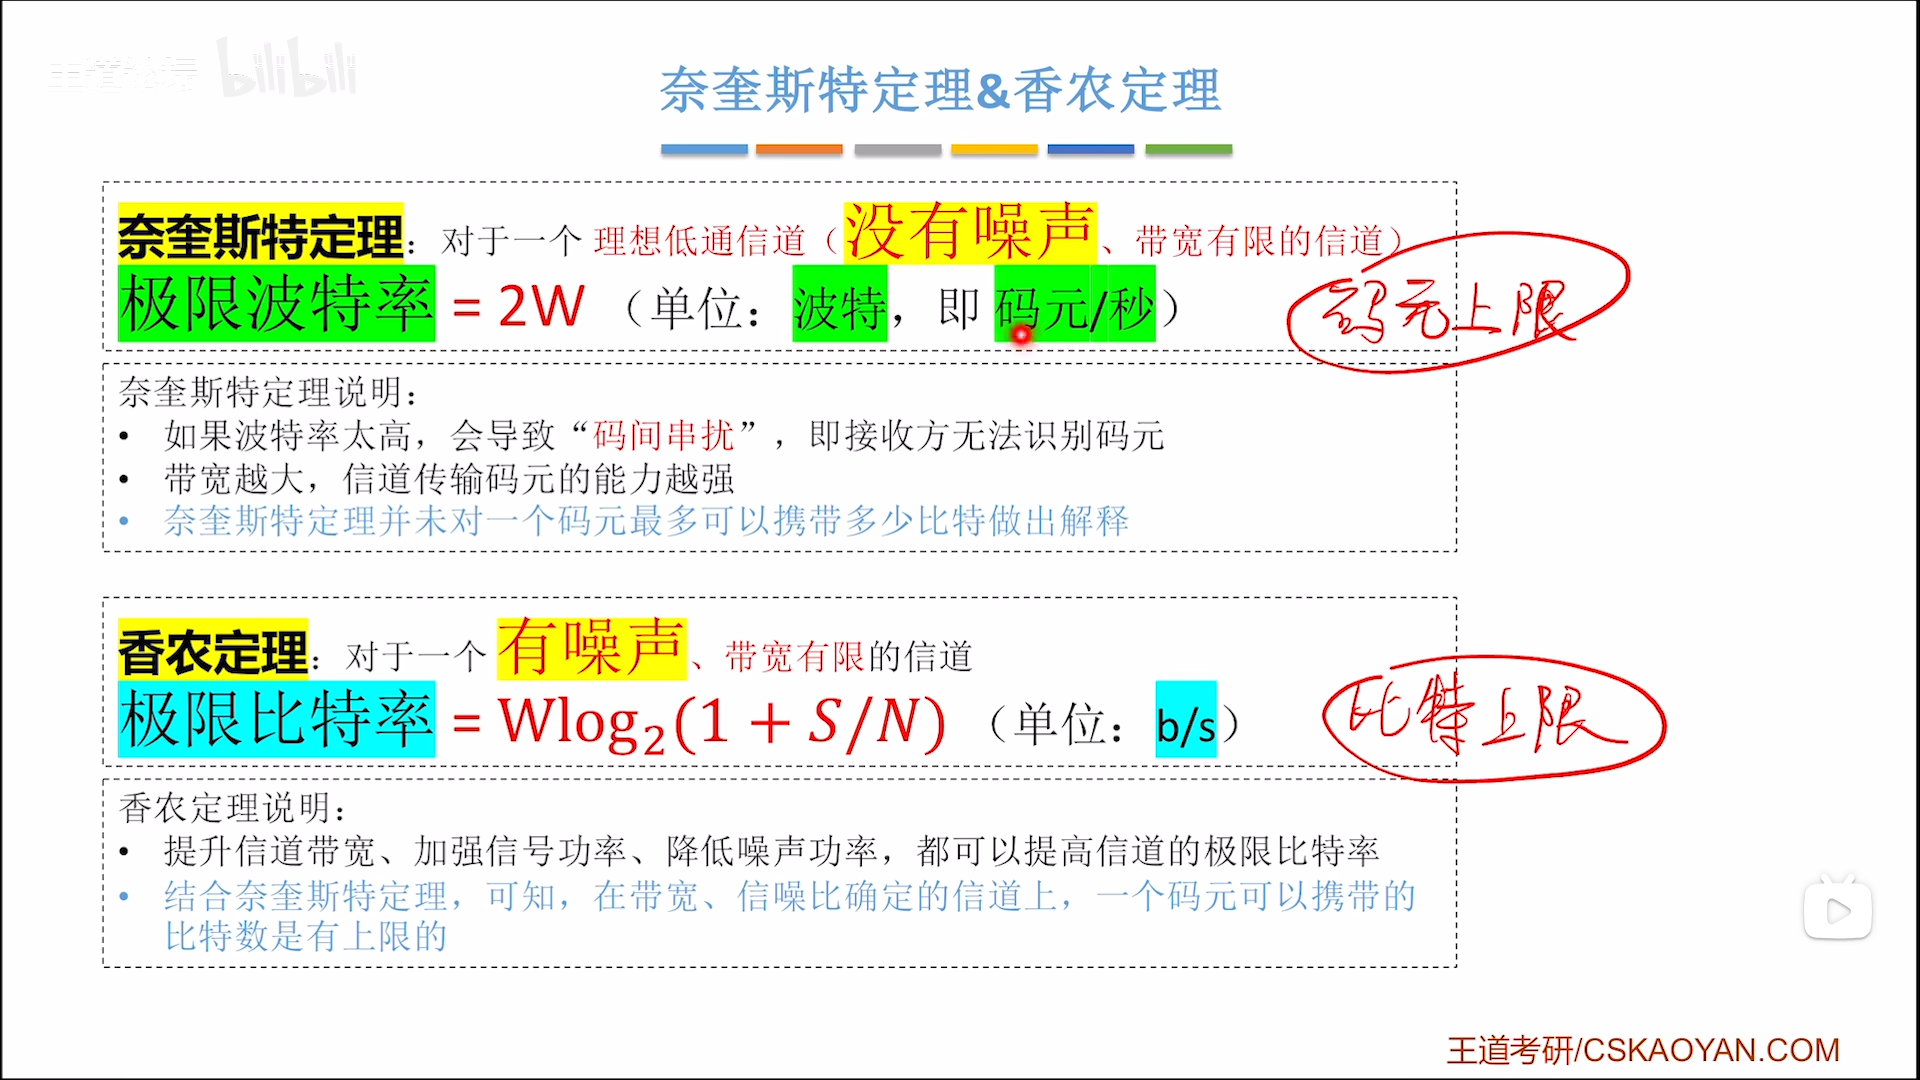 王道论坛 bilibili
奈奎斯特定理&香农定理
奈奎斯特定理：对于一个 理想低通信道（没有噪声、带宽有限的信道）
极限波特率 = 2W （单位：波特，即 码元/秒）
码元上限
奈奎斯特定理说明：
• 如果波特率太高，会导致“码间串扰”，即接收方无法识别码元
• 带宽越大，信道传输码元的能力越强
• 奈奎斯特定理并未对一个码元最多可以携带多少比特做出解释
香农定理：对于一个 有噪声、带宽有限的信道
极限比特率 = Wlog₂(1 + S/N) （单位：b/s）
比特上限
香农定理说明：
• 提升信道带宽、加强信号功率、降低噪声功率，都可以提高信道的极限比特率
• 结合奈奎斯特定理，可知，在带宽、信噪比确定的信道上，一个码元可以携带的
比特数是有上限的
王道考研/CSKAOYAN.COM